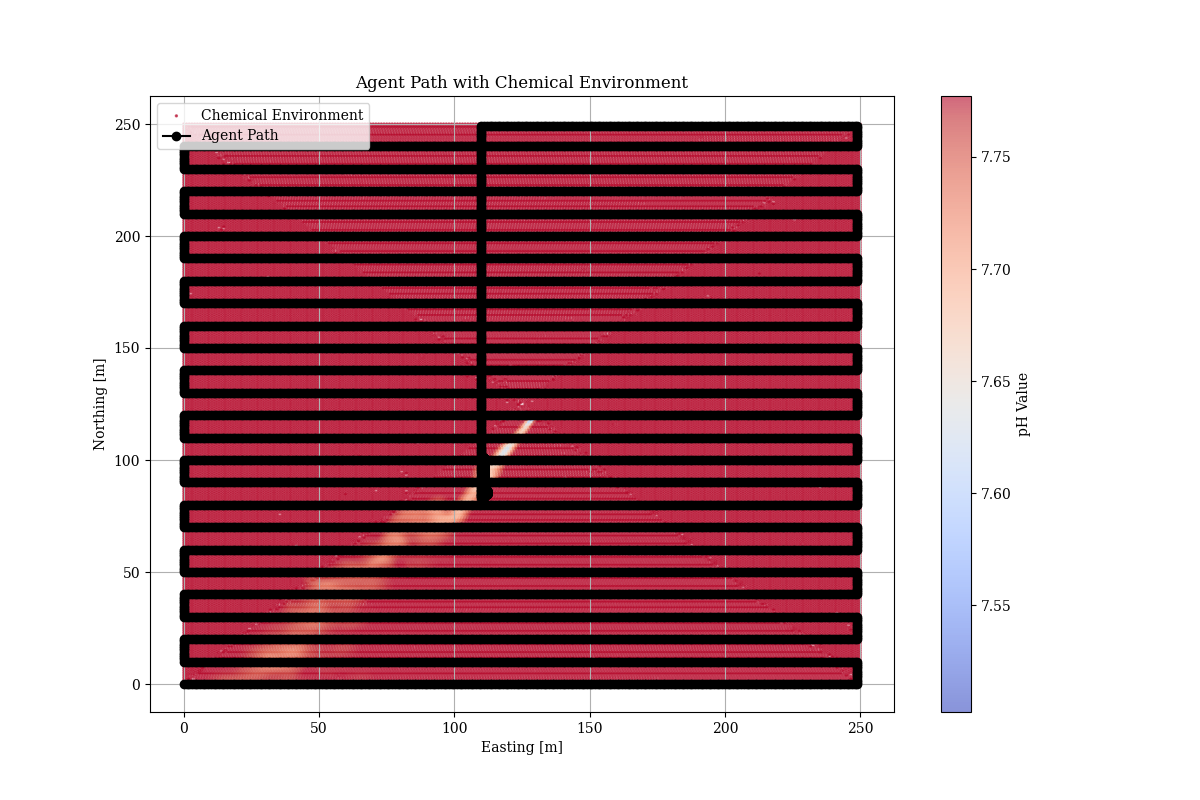 Agent Path with Chemical Environment
Chemical Environment
Agent Path
250
200
150
100
50
0
Northing [m]
0 50 100 150 200 250
Easting [m]
7.75
7.70
7.65
7.60
7.55
pH Value